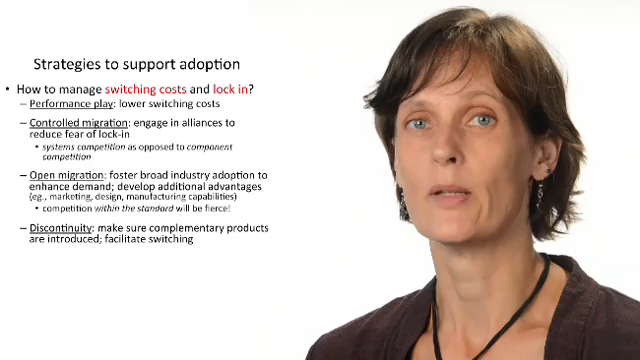 Strategies to support adoption
• How to manage switching costs and lock in?
– Performance play: lower switching costs
– Controlled migration: engage in alliances to
reduce fear of lock-in
• systems competition as opposed to component
competition
– Open migration: foster broad industry adoption to
enhance demand; develop additional advantages
(eg., marketing, design, manufacturing capabilities)
• competition within the standard will be fierce!
– Discontinuity: make sure complementary products
are introduced; facilitate switching